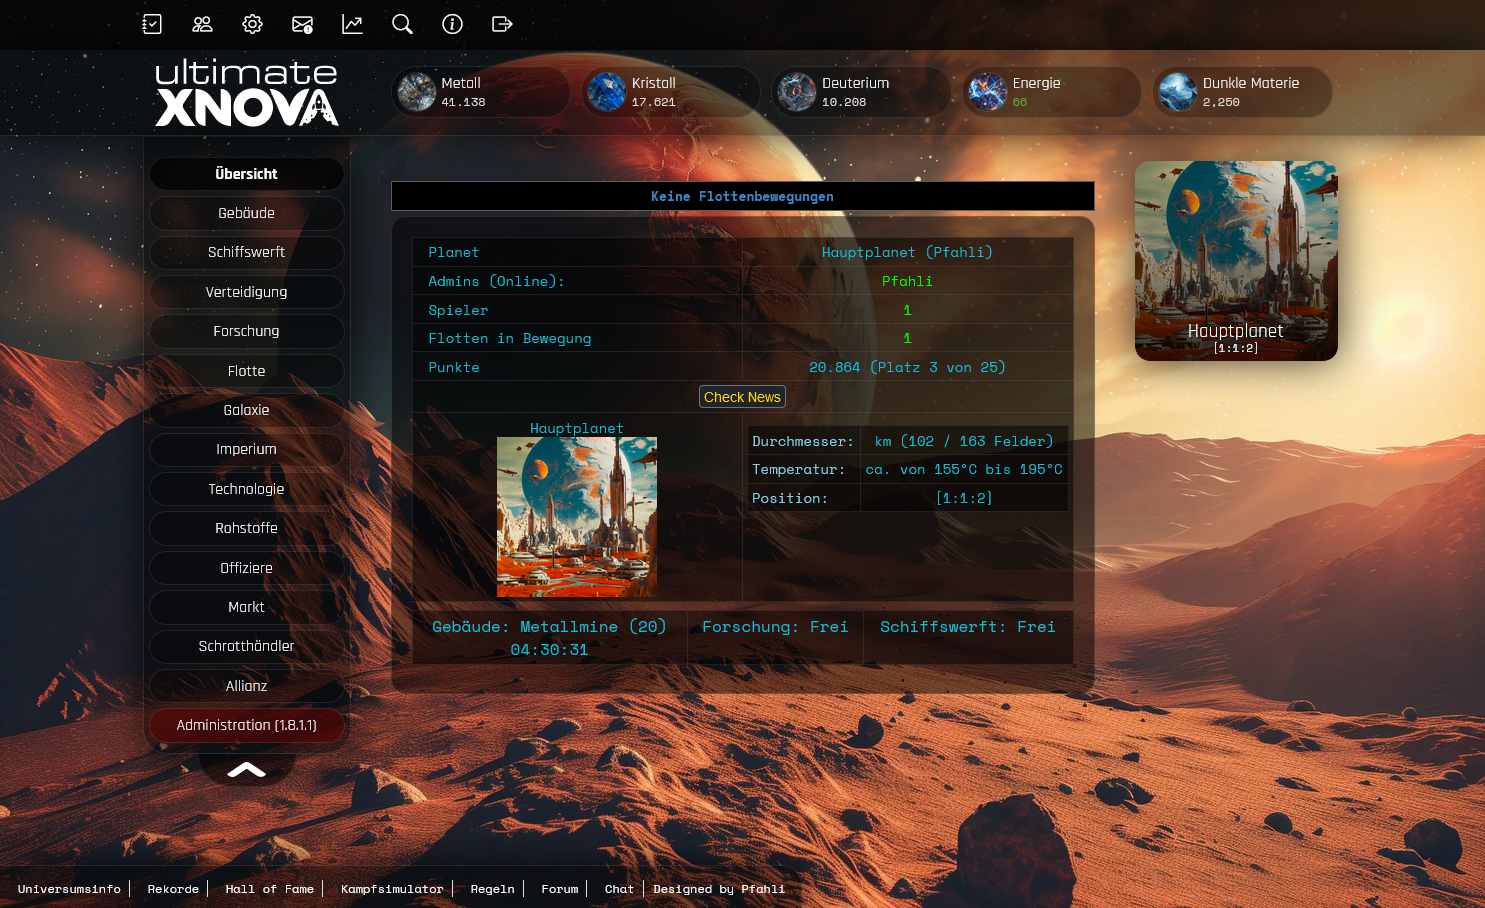 ultimate
XNOVA
Metall
41.138
Kristall
17.621
Deuterium
10.208
Energie
66
Dunkle Materie
2,250
Übersicht
Gebäude
Schiffswerft
Verteidigung
Forschung
Flotte
Galaxie
Imperium
Technologie
Rohstoffe
Offiziere
Markt
Schrotthändler
Allianz
Administration (1.8.1.1)
Keine Flottenbewegungen
Planet Hauptplanet (Pfahli)
Admins (Online): Pfahli
Spieler 1
Flotten in Bewegung 1
Punkte 20.864 (Platz 3 von 25)
Check News
Hauptplanet
Durchmesser: km (102 / 163 Felder)
Temperatur: ca. von 155°C bis 195°C
Position: [1:1:2]
Gebäude: Metallmine (20) Forschung: Frei Schiffswerft: Frei
04:30:31
Hauptplanet
[1:1:2]
Universumsinfo Rekorde Hall of Fame Kampfsimulator Regeln Forum Chat Designed by Pfahli